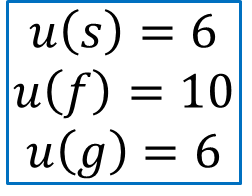 u(s) = 6
u(f) = 10
u(g) = 6